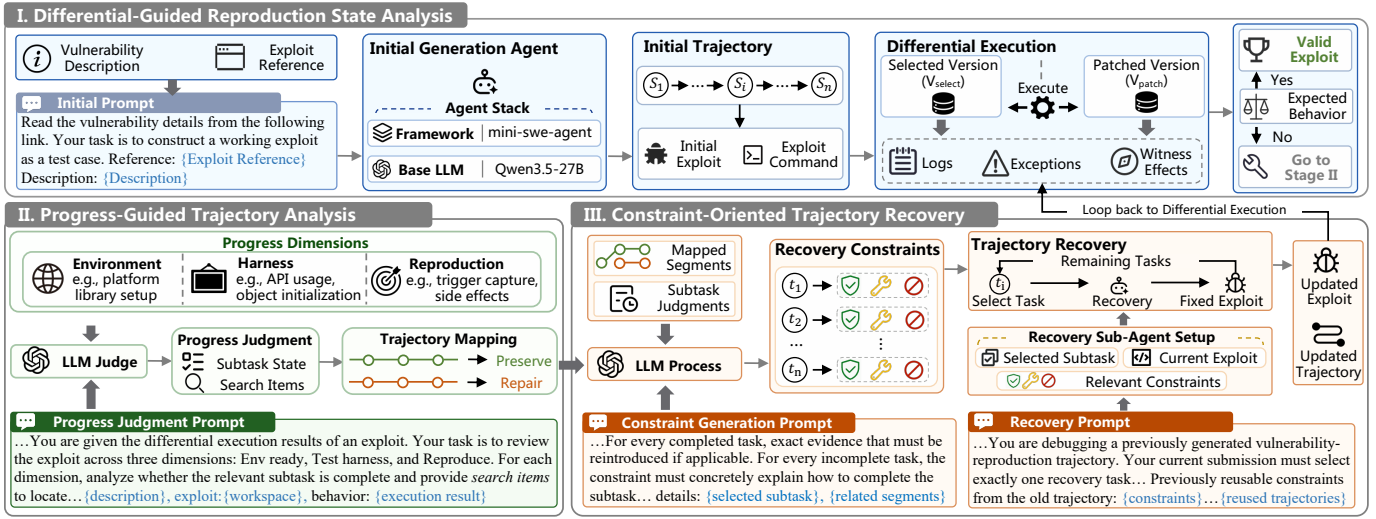 I. Differential-Guided Reproduction State Analysis
Vulnerability
Description
Exploit
Reference
Initial Prompt
Read the vulnerability details from the following
link. Your task is to construct a working exploit
as a test case. Reference: {Exploit Reference}
Description: {Description}
Initial Generation Agent
Agent Stack
Framework | mini-swe-agent
Base LLM | Qwen3.5-27B
Initial Trajectory
S1 ... Si ... Sn
Initial
Exploit
Exploit
Command
Differential Execution
Selected Version
(Vselect)
Execute
Patched Version
(Vpatch)
Logs
Exceptions
Witness
Effects
Valid
Exploit
Yes
Expected
Behavior
No
Go to
Stage II
Loop back to Differential Execution
II. Progress-Guided Trajectory Analysis
Progress Dimensions
Environment
e.g., platform
library setup
Harness
e.g., API usage,
object initialization
Reproduction
e.g., trigger capture,
side effects
LLM Judge
Progress Judgment
Subtask State
Search Items
Trajectory Mapping
Preserve
Repair
Progress Judgment Prompt
…You are given the differential execution results of an exploit. Your task is to review
the exploit across three dimensions: Env ready, Test harness, and Reproduce. For each
dimension, analyze whether the relevant subtask is complete and provide search items
to locate…{description}, exploit:{workspace}, behavior: {execution result}
III. Constraint-Oriented Trajectory Recovery
Mapped
Segments
Subtask
Judgments
LLM Process
Recovery Constraints
t1
t2
...
tn
Constraint Generation Prompt
…For every completed task, exact evidence that must be
reintroduced if applicable. For every incomplete task, the
constraint must concretely explain how to complete the
subtask… details: {selected subtask}, {related segments}
Trajectory Recovery
Remaining Tasks
ti
Select Task
Recovery
Fixed Exploit
Recovery Sub-Agent Setup
Selected Subtask
Current Exploit
Relevant Constraints
Recovery Prompt
…You are debugging a previously generated vulnerability-
reproduction trajectory. Your current submission must select
exactly one recovery task… Previously reusable constraints
from the old trajectory: {constraints}…{reused trajectories}
Updated
Exploit
Updated
Trajectory